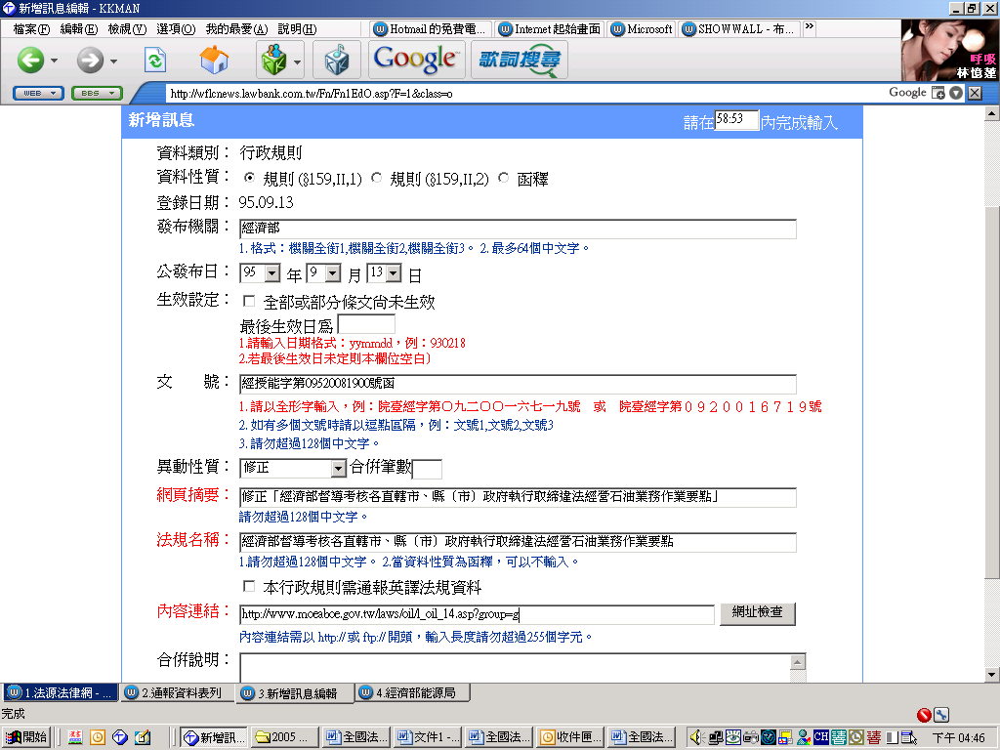 新增訊息編輯 - KKMAN
檔案(F) 編輯(E) 檢視(V) 選項(O) 我的最愛(A) 說明(H)
Hotmail 的免費電... Internet 起始畫面 Microsoft SHOWWALL - 布... »
Google 歌詞搜尋
呼吸
林憶蓮
WEB BBS http://wflcnews.lawbank.com.tw/Fn/Fn1EdO.asp?F=1&class=o Google
新增訊息 請在 58:53 內完成輸入
資料類別： 行政規則
資料性質： 規則 (§159,II,1) 規則 (§159,II,2) 函釋
登錄日期： 95.09.13
發布機關： 經濟部
1. 格式：機關全銜1,機關全銜2,機關全銜3。 2. 最多64個中文字。
公發布日： 95 年 9 月 13 日
生效設定： 全部或部分條文尚未生效
最後生效日為
1.請輸入日期格式：yymmdd，例：930218
2.若最後生效日未定則本欄位空白〕
文　　號： 經授能字第09520081900號函
1. 請以全形字輸入，例：院臺經字第○九二○○一六七一九號　或　院臺經字第０９２００１６７１９號
2. 如有多個文號時請以逗點區隔，例：文號1,文號2,文號3
3. 請勿超過128個中文字。
異動性質： 修正 合併筆數
網頁摘要： 修正「經濟部督導考核各直轄市、縣〔市〕政府執行取締違法經營石油業務作業要點」
請勿超過128個中文字。
法規名稱： 經濟部督導考核各直轄市、縣〔市〕政府執行取締違法經營石油業務作業要點
1.請勿超過128個中文字。 2.當資料性質為函釋，可以不輸入。
本行政規則需通報英譯法規資料
內容連結： http://www.moeaboe.gov.tw/laws/oil/l_oil_14.asp?group=g 網址檢查
內容連結需以 http:// 或 ftp:// 開頭，輸入長度請勿超過255個字元。
合併說明：
1.法源法律網 - ... 2.通報資料表列 3.新增訊息編輯 4.經濟部能源局
完成
開始 新增訊... 2005 ... 全國法... 文件1 -... 全國法... 收件匣... 全國法... CH 下午 04:46